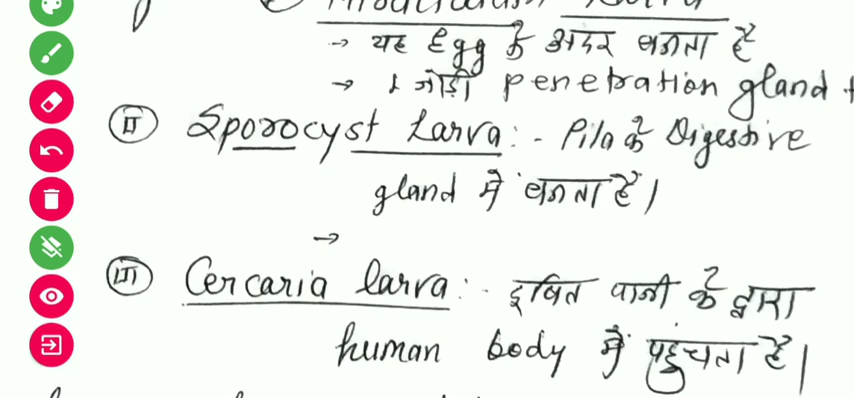 → यह Egg के अंदर बनता है
→ 1 जोड़ी penetration gland +
(II) Sporocyst Larva:- Pila के Digestive
gland में बनता है।
→
(III) Cercaria larva:- दूषित पानी के द्वारा
human body में पहुंचता है।